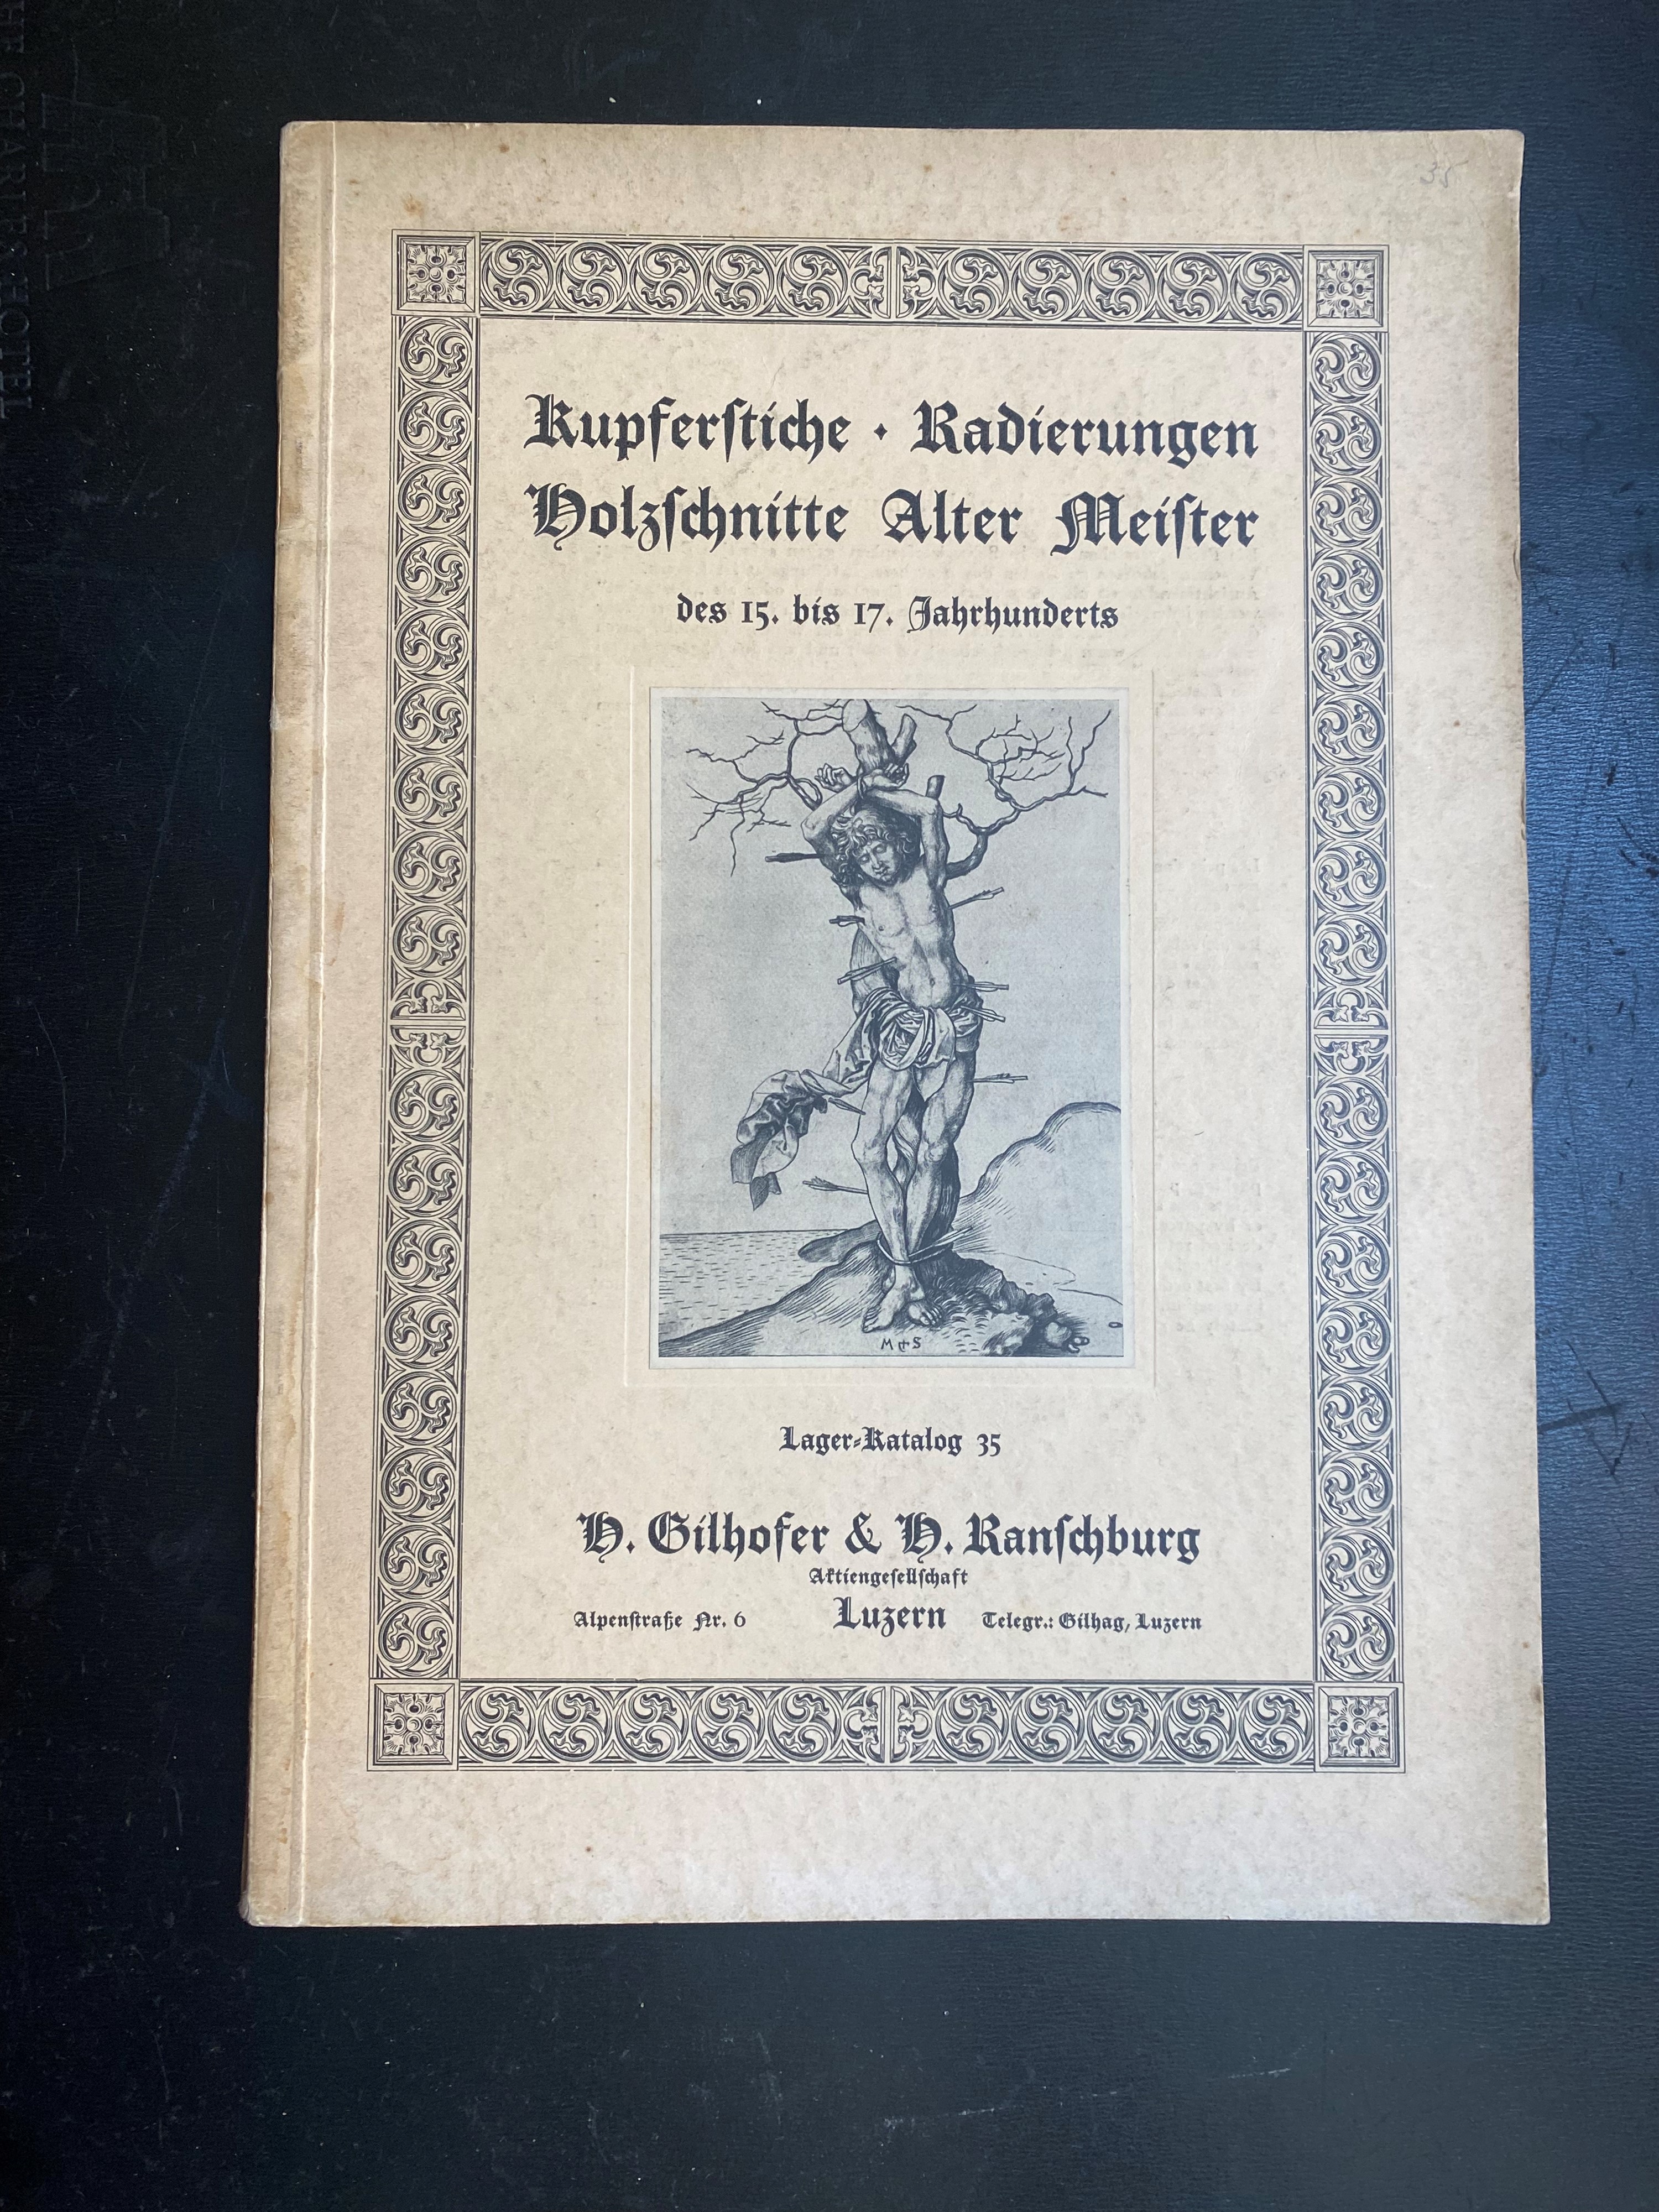 35
Kupferſtiche · Radierungen
Holzſchnitte Alter Meiſter
des 15. bis 17. Jahrhunderts
M S
Lager-Katalog 35
H. Gilhofer & H. Ranſchburg
Aktiengeſellſchaft
Alpenſtraße Nr. 6 Luzern Telegr.: Gilhag, Luzern